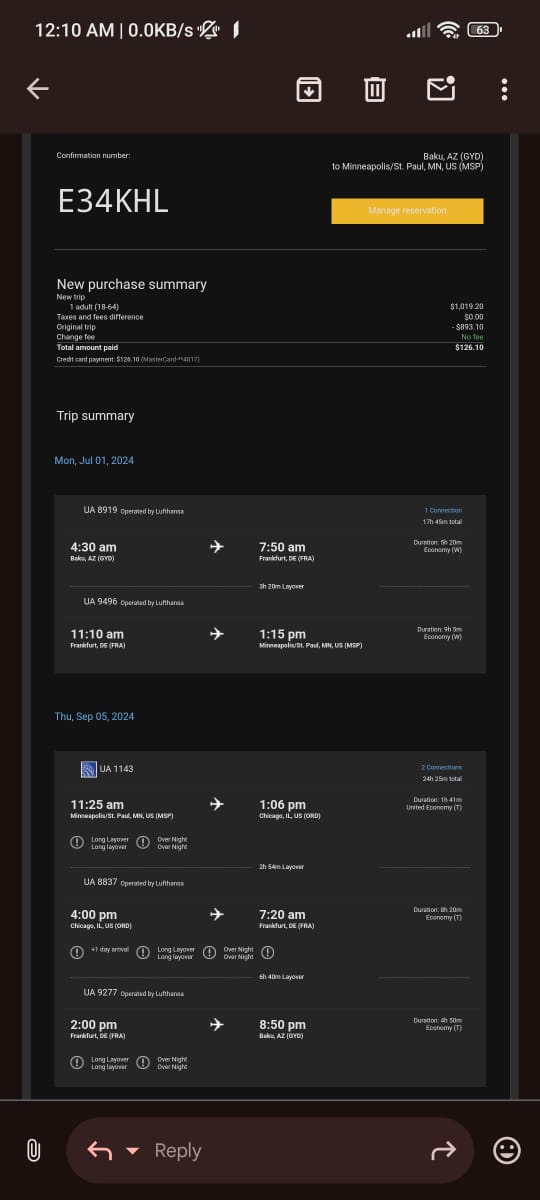 12:10 AM | 0.0KB/s
63
Confirmation number:
Baku, AZ (GYD)
to Minneapolis/St. Paul, MN, US (MSP)
E34KHL
Manage reservation
New purchase summary
New trip
1 adult (18-64) $1,019.20
Taxes and fees difference $0.00
Original trip - $893.10
Change fee No fee
Total amount paid $126.10
Credit card payment: $126.10 (MasterCard-**4017)
Trip summary
Mon, Jul 01, 2024
UA 8919 Operated by Lufthansa
1 Connection
17h 45m total
4:30 am 7:50 am Duration: 5h 20m
Baku, AZ (GYD) Frankfurt, DE (FRA) Economy (W)
3h 20m Layover
UA 9496 Operated by Lufthansa
11:10 am 1:15 pm Duration: 9h 5m
Frankfurt, DE (FRA) Minneapolis/St. Paul, MN, US (MSP) Economy (W)
Thu, Sep 05, 2024
UA 1143
2 Connections
24h 25m total
11:25 am 1:06 pm Duration: 1h 41m
Minneapolis/St. Paul, MN, US (MSP) Chicago, IL, US (ORD) United Economy (T)
Long Layover Over Night
Long layover Over Night
2h 54m Layover
UA 8837 Operated by Lufthansa
4:00 pm 7:20 am Duration: 8h 20m
Chicago, IL, US (ORD) Frankfurt, DE (FRA) Economy (T)
+1 day arrival Long Layover Over Night
Long layover Over Night
6h 40m Layover
UA 9277 Operated by Lufthansa
2:00 pm 8:50 pm Duration: 4h 50m
Frankfurt, DE (FRA) Baku, AZ (GYD) Economy (T)
Long Layover Over Night
Long layover Over Night
Reply